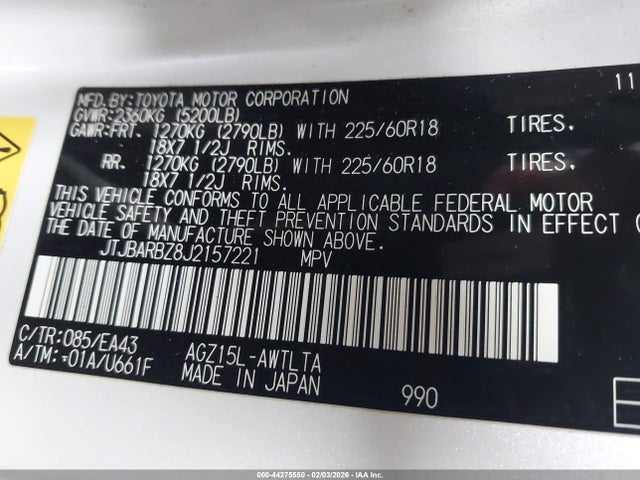 11
MFD.BY:TOYOTA MOTOR CORPORATION
GVWR:2360KG (5200LB)
GAWR:FRT. 1270KG (2790LB) WITH 225/60R18 TIRES.
18X7 1/2J RIMS.
RR. 1270KG (2790LB) WITH 225/60R18 TIRES.
18X7 1/2J RIMS.
THIS VEHICLE CONFORMS TO ALL APPLICABLE FEDERAL MOTOR
VEHICLE SAFETY AND THEFT PREVENTION STANDARDS IN EFFECT
THE DATE OF MANUFACTURE SHOWN ABOVE.
JTJBARBZ8J2157221 MPV
C/TR:085/EA43 AGZ15L-AWTLTA
A/TM:-01A/U661F MADE IN JAPAN 990
000-44275550 - 02/03/2026 - IAA Inc.